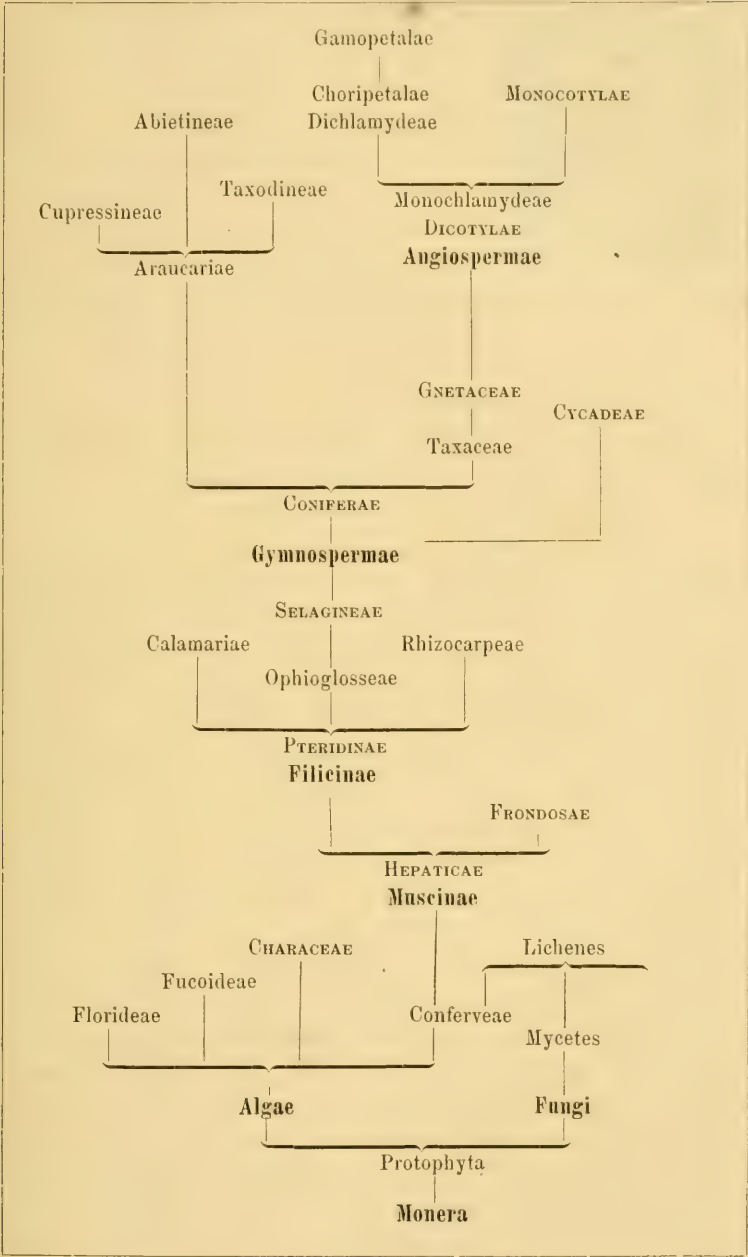 Gamopetalae
Choripetalae
Dichlamydeae
MONOCOTYLAE
Abietineae
Taxodineae
Cupressineae
Monochlamydeae
DICOTYLAE
Angiospermae
Araucariae
GNETACEAE
CYCADEAE
Taxaceae
CONIFERAE
Gymnospermae
SELAGINEAE
Calamariae
Rhizocarpeae
Ophioglosseae
PTERIDINAE
Filicinae
FRONDOSAE
HEPATICAE
Muscinae
CHARACEAE
Lichenes
Fucoideae
Florideae
Conferveae
Mycetes
Algae
Fungi
Protophyta
Monera